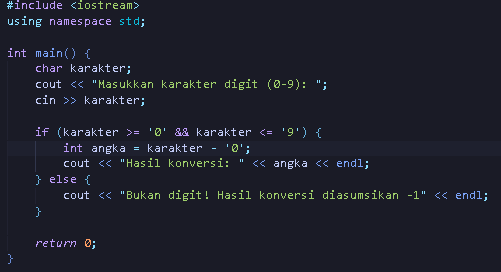 #include <iostream>
using namespace std;

int main() {
    char karakter;
    cout << "Masukkan karakter digit (0-9): ";
    cin >> karakter;

    if (karakter >= '0' && karakter <= '9') {
        int angka = karakter - '0';
        cout << "Hasil konversi: " << angka << endl;
    } else {
        cout << "Bukan digit! Hasil konversi diasumsikan -1" << endl;
    }

    return 0;
}